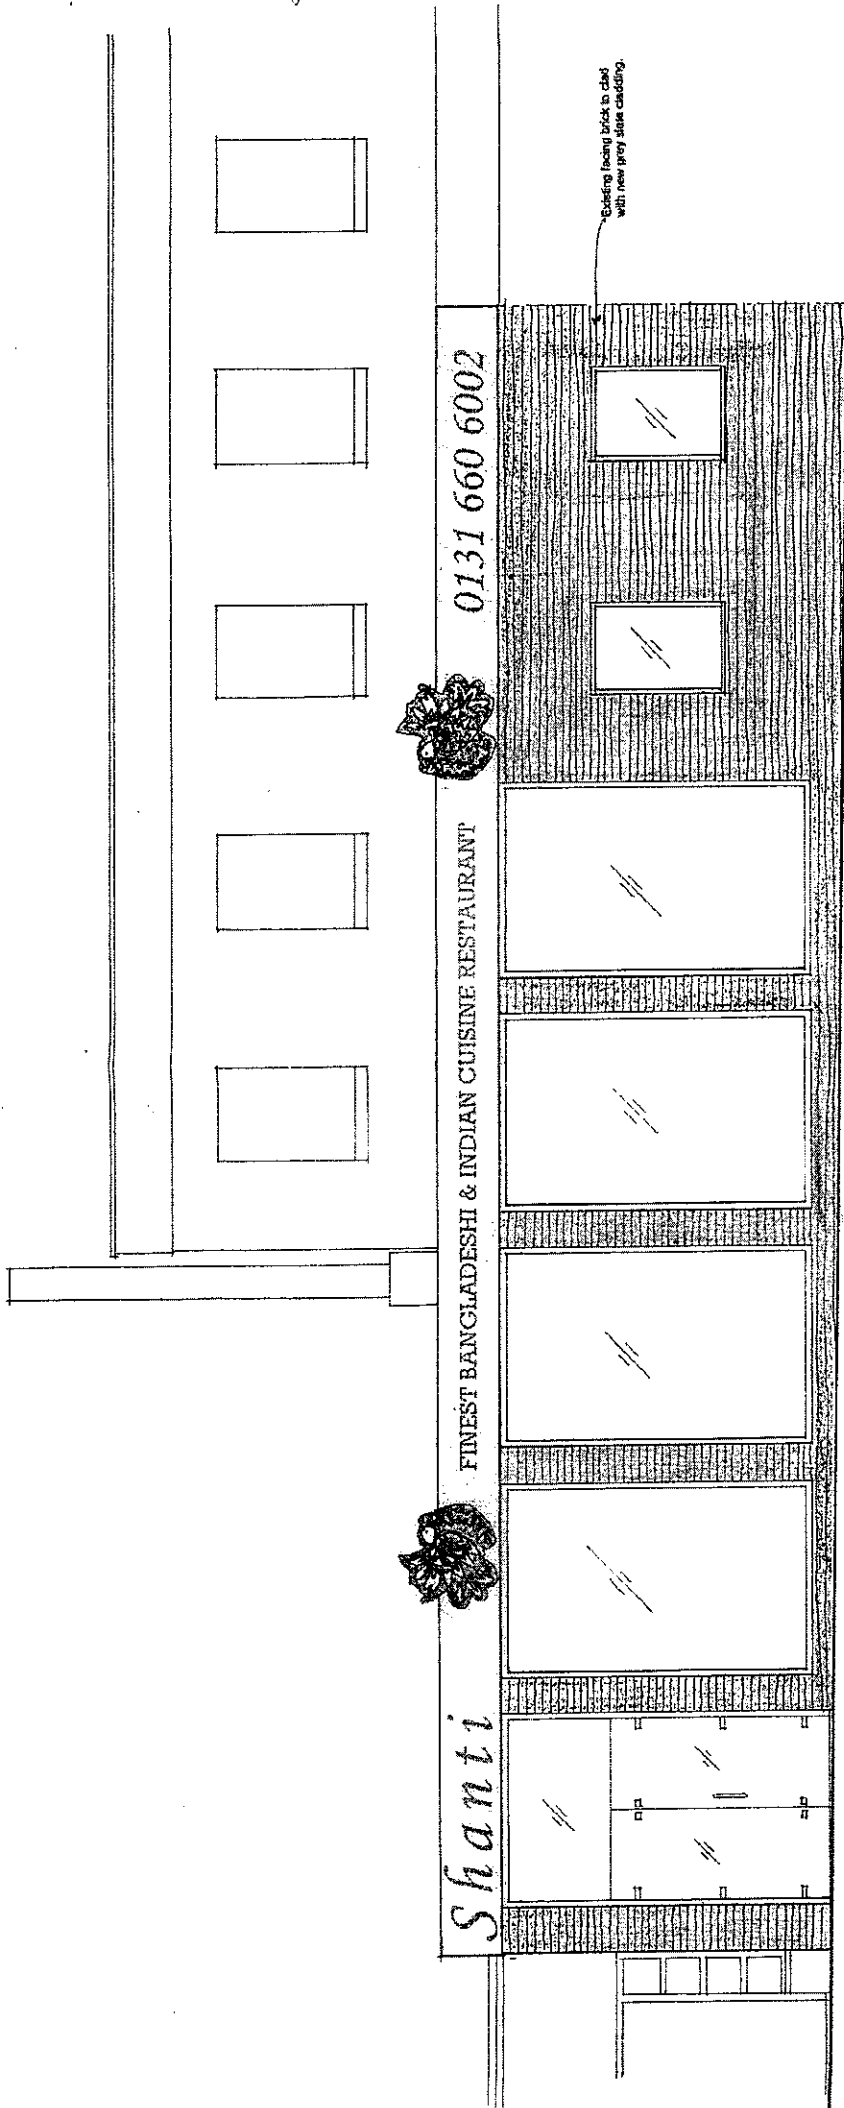 Shanti
FINEST BANGLADESHI & INDIAN CUISINE RESTAURANT
0131 660 6002
Existing facing brick to clad
with new grey slate cladding.